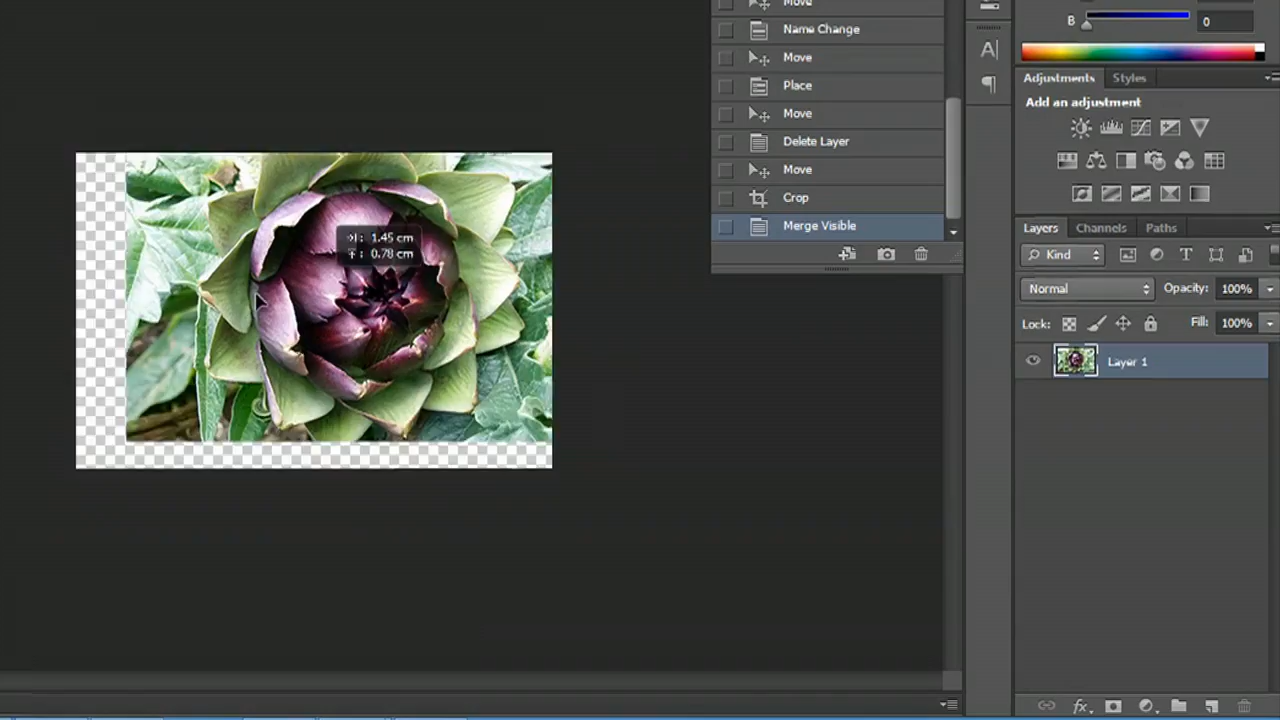 Move
Name Change
Move
Place
Move
Delete Layer
Move
Crop
Merge Visible
1.45 cm
0.78 cm
A
B
0
Adjustments
Styles
Add an adjustment
Layers
Channels
Paths
Kind
T
Normal
Opacity:
100%
Lock:
Fill:
100%
Layer 1
fx